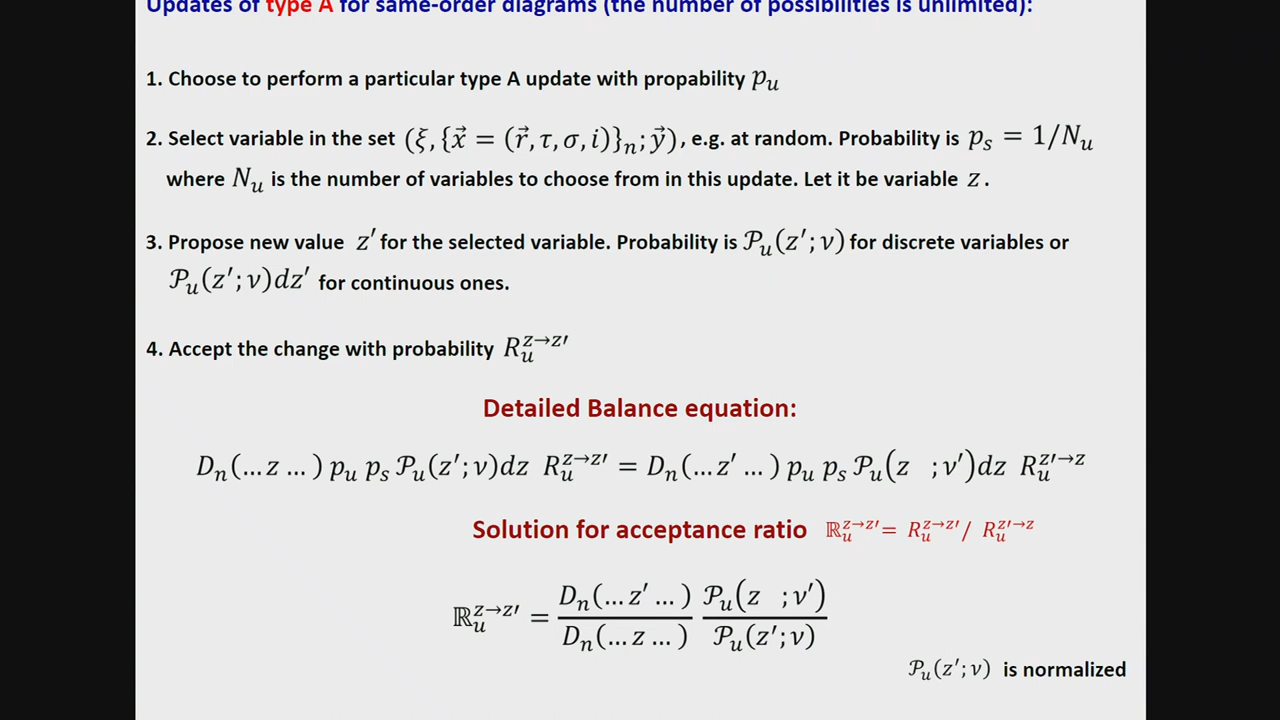 Updates of type A for same-order diagrams (the number of possibilities is unlimited):
1. Choose to perform a particular type A update with propability p_u
2. Select variable in the set (ξ, {x⃗ = (r⃗, τ, σ, i)}_n; y⃗), e.g. at random. Probability is p_s = 1/N_u
where N_u is the number of variables to choose from in this update. Let it be variable z.
3. Propose new value z′ for the selected variable. Probability is 𝒫_u(z′; ν) for discrete variables or
𝒫_u(z′; ν)dz′ for continuous ones.
4. Accept the change with probability R_u^{z→z′}
Detailed Balance equation:
D_n(… z …) p_u p_s 𝒫_u(z′; ν)dz R_u^{z→z′} = D_n(… z′ …) p_u p_s 𝒫_u(z ; ν′)dz R_u^{z′→z}
Solution for acceptance ratio ℝ_u^{z→z′} = R_u^{z→z′} / R_u^{z′→z}
ℝ_u^{z→z′} = \frac{D_n(… z′ …)}{D_n(… z …)} \frac{𝒫_u(z ; ν′)}{𝒫_u(z′; ν)}
𝒫_u(z′; ν) is normalized